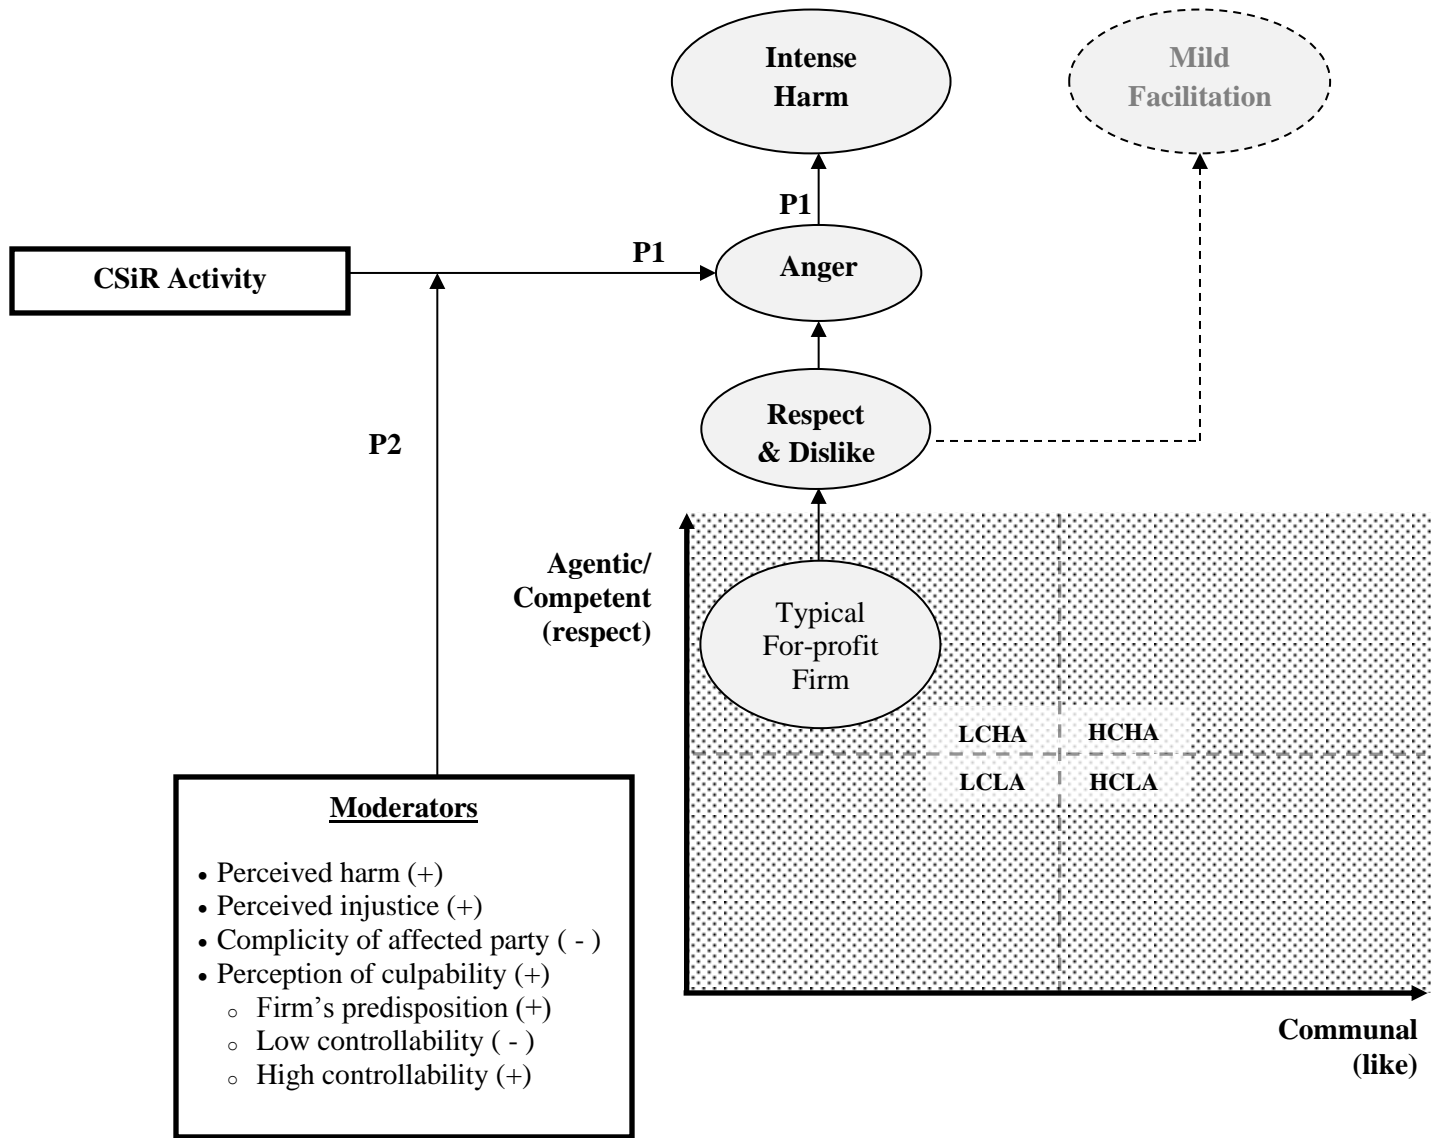 Intense
Harm
Mild
Facilitation
P1
P1
CSiR Activity
Anger
P2
Respect
& Dislike
Agentic/
Competent
(respect)
Typical
For-profit
Firm
LCHA
HCHA
LCLA
HCLA
Moderators
• Perceived harm (+)
• Perceived injustice (+)
• Complicity of affected party ( - )
• Perception of culpability (+)
o Firm’s predisposition (+)
o Low controllability ( - )
o High controllability (+)
Communal
(like)